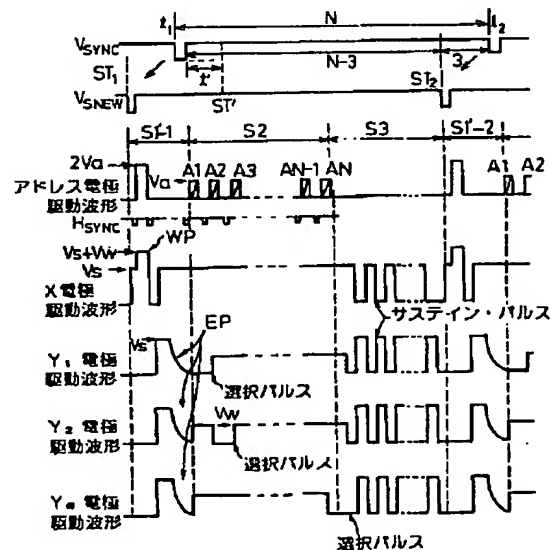 t₁ N t₂
VSYNC
N-3 3
ST₁ t' ST₂
VSNEW
ST'
S1-1 S2 S3 S1-2
2Va
Va A1 A2 A3 AN-1 AN A1 A2
アドレス電極
駆動波形
HSYNC
WP
Vs+Vw
Vs
X 電極
駆動波形
サステイン・パルス
Vs EP
Y₁ 電極
駆動波形
選択パルス
Vw
Y₂ 電極
駆動波形
選択パルス
電極
駆動波形
選択パルス